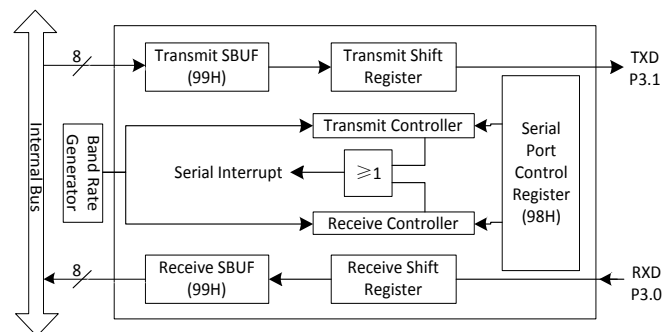 8
Transmit SBUF
(99H)
Transmit Shift
Register
TXD
P3.1
Internal Bus
Band Rate
Generator
Transmit Controller
Serial Interrupt
≥1
Receive Controller
Serial
Port
Control
Register
(98H)
8
Receive SBUF
(99H)
Receive Shift
Register
RXD
P3.0